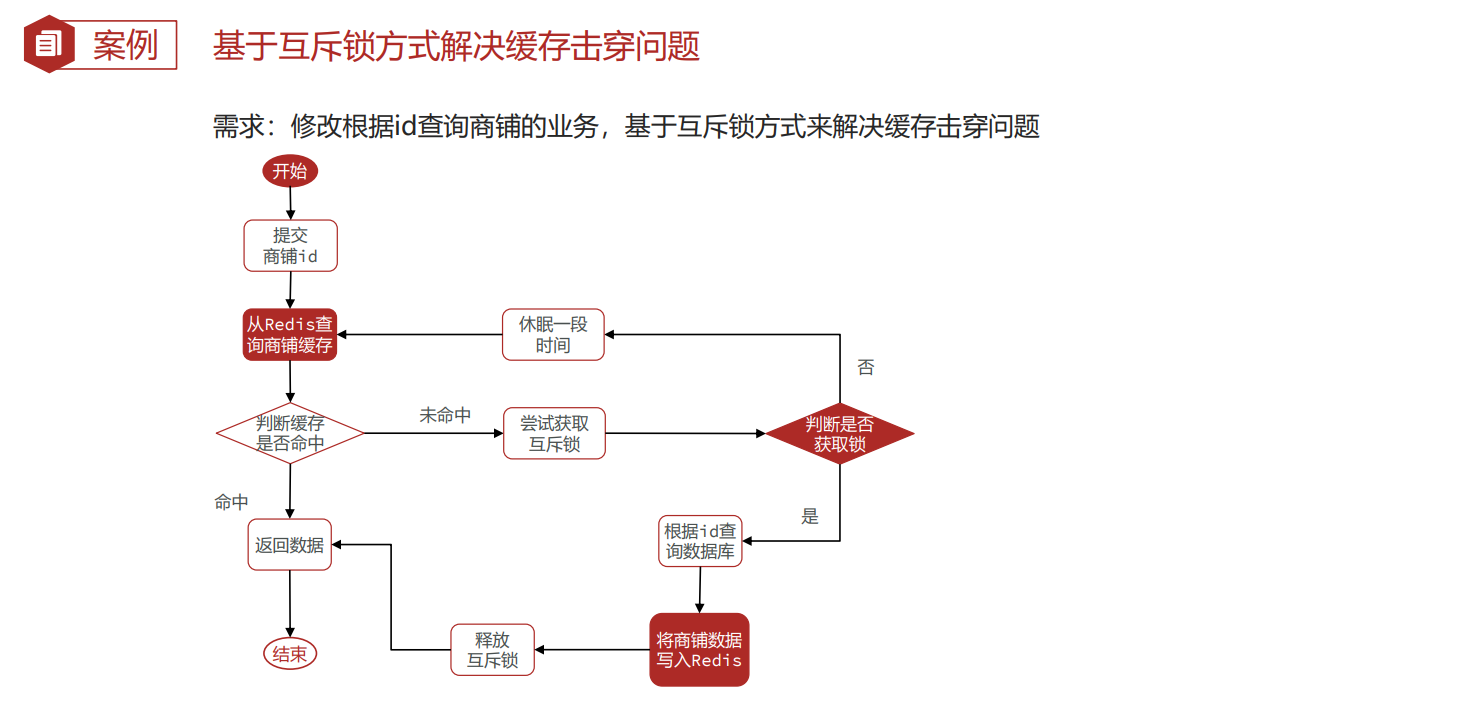 案例
基于互斥锁方式解决缓存击穿问题
需求：修改根据id查询商铺的业务，基于互斥锁方式来解决缓存击穿问题
开始
提交
商铺id
从Redis查
询商铺缓存
休眠一段
时间
否
判断缓存
是否命中
未命中
尝试获取
互斥锁
判断是否
获取锁
命中
是
返回数据
根据id查
询数据库
结束
释放
互斥锁
将商铺数据
写入Redis